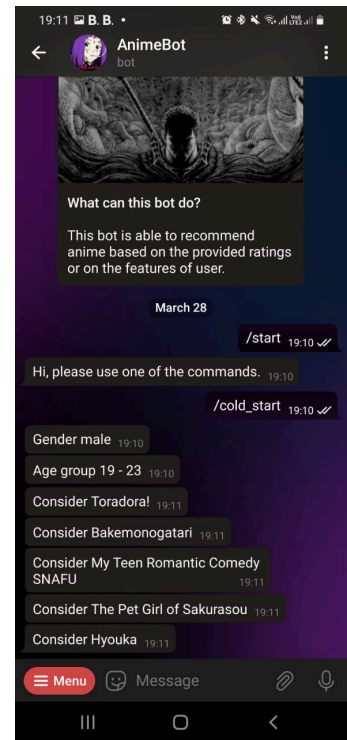 19:11 B. B. •
AnimeBot
bot
What can this bot do?
This bot is able to recommend
anime based on the provided ratings
or on the features of user.
March 28
/start 19:10
Hi, please use one of the commands. 19:10
/cold_start 19:10
Gender male 19:10
Age group 19 - 23 19:10
Consider Toradora! 19:11
Consider Bakemonogatari 19:11
Consider My Teen Romantic Comedy
SNAFU 19:11
Consider The Pet Girl of Sakurasou 19:11
Consider Hyouka 19:11
Menu Message